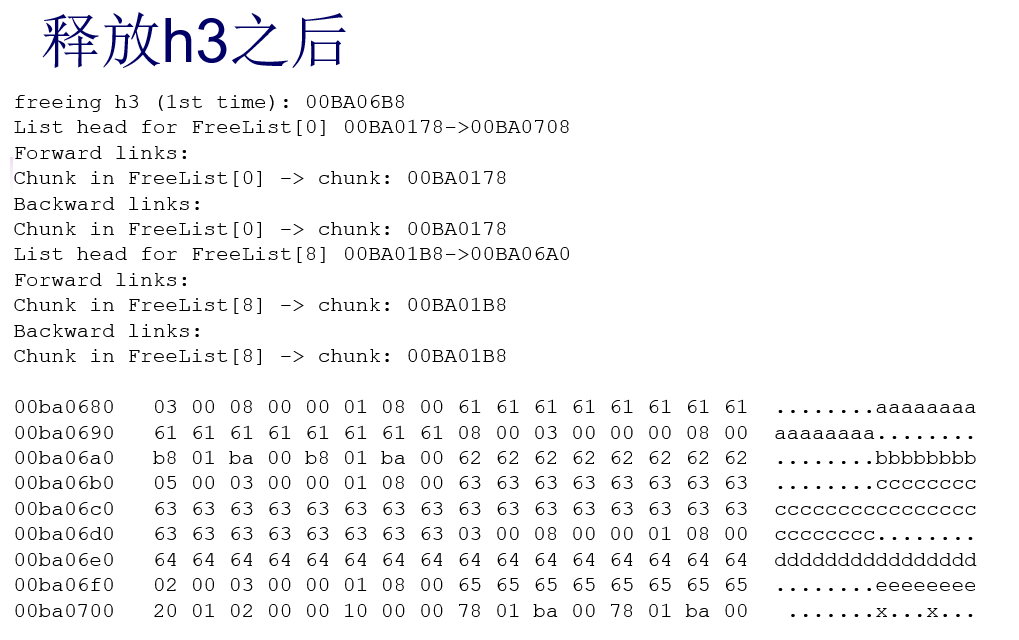 释放h3之后
freeing h3 (1st time): 00BA06B8
List head for FreeList[0] 00BA0178->00BA0708
Forward links:
Chunk in FreeList[0] -> chunk: 00BA0178
Backward links:
Chunk in FreeList[0] -> chunk: 00BA0178
List head for FreeList[8] 00BA01B8->00BA06A0
Forward links:
Chunk in FreeList[8] -> chunk: 00BA01B8
Backward links:
Chunk in FreeList[8] -> chunk: 00BA01B8
00ba0680 03 00 08 00 00 01 08 00 61 61 61 61 61 61 61 61 ........aaaaaaaa
00ba0690 61 61 61 61 61 61 61 61 08 00 03 00 00 00 08 00 aaaaaaaa........
00ba06a0 b8 01 ba 00 b8 01 ba 00 62 62 62 62 62 62 62 62 ........bbbbbbbb
00ba06b0 05 00 03 00 00 01 08 00 63 63 63 63 63 63 63 63 ........cccccccc
00ba06c0 63 63 63 63 63 63 63 63 63 63 63 63 63 63 63 63 cccccccccccccccc
00ba06d0 63 63 63 63 63 63 63 63 03 00 08 00 00 01 08 00 cccccccc........
00ba06e0 64 64 64 64 64 64 64 64 64 64 64 64 64 64 64 64 dddddddddddddddd
00ba06f0 02 00 03 00 00 01 08 00 65 65 65 65 65 65 65 65 ........eeeeeeee
00ba0700 20 01 02 00 00 10 00 00 78 01 ba 00 78 01 ba 00 .......x...x...